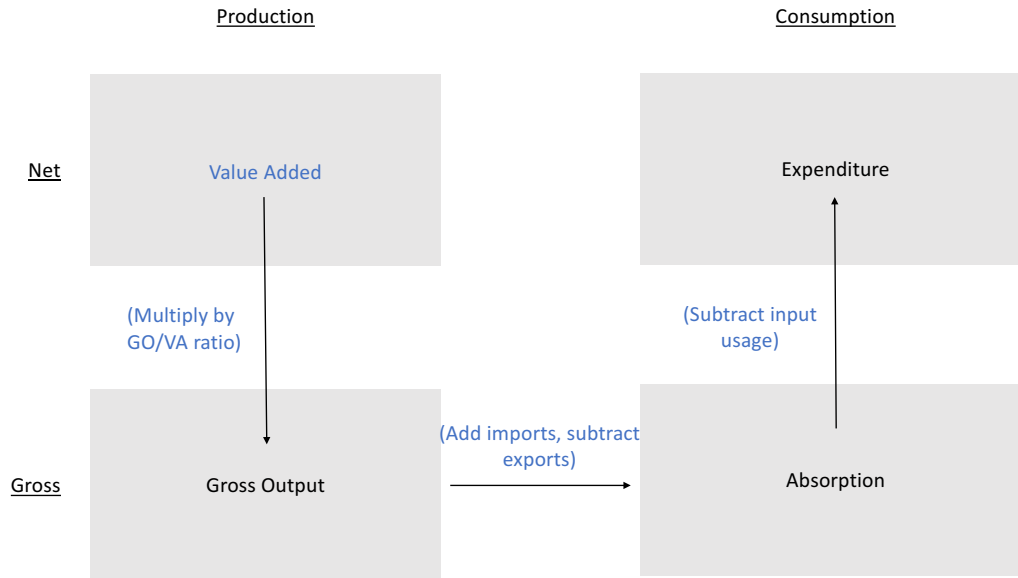 Production
Consumption
Net
Value Added
Expenditure
(Multiply by
GO/VA ratio)
(Subtract input
usage)
(Add imports, subtract
exports)
Gross
Gross Output
Absorption